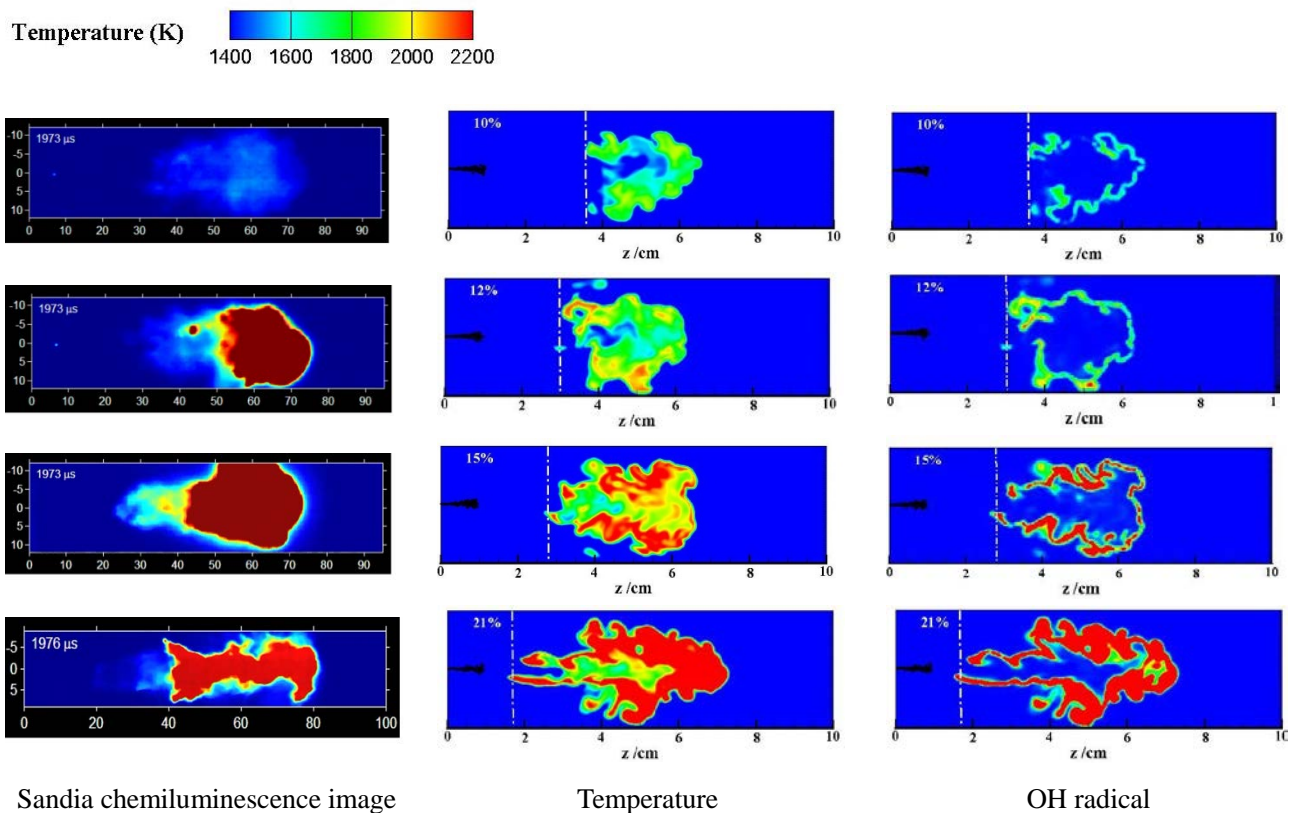 Temperature (K)
1400 1600 1800 2000 2200
1973 µs
-10
-5
0
5
10
0 10 20 30 40 50 60 70 80 90
10%
0 2 4 6 8 10
z /cm
10%
0 2 4 6 8 10
z /cm
1973 µs
-10
-5
0
5
10
0 10 20 30 40 50 60 70 80 90
12%
0 2 4 6 8 10
z /cm
12%
0 2 4 6 8 1
z /cm
1973 µs
-10
-5
0
5
10
0 10 20 30 40 50 60 70 80 90
15%
0 2 4 6 8 10
z /cm
15%
0 2 4 6 8 10
z /cm
1976 µs
-5
0
5
0 20 40 60 80 100
21%
0 2 4 6 8 10
z /cm
21%
0 2 4 6 8 10
z /cm
Sandia chemiluminescence image Temperature OH radical